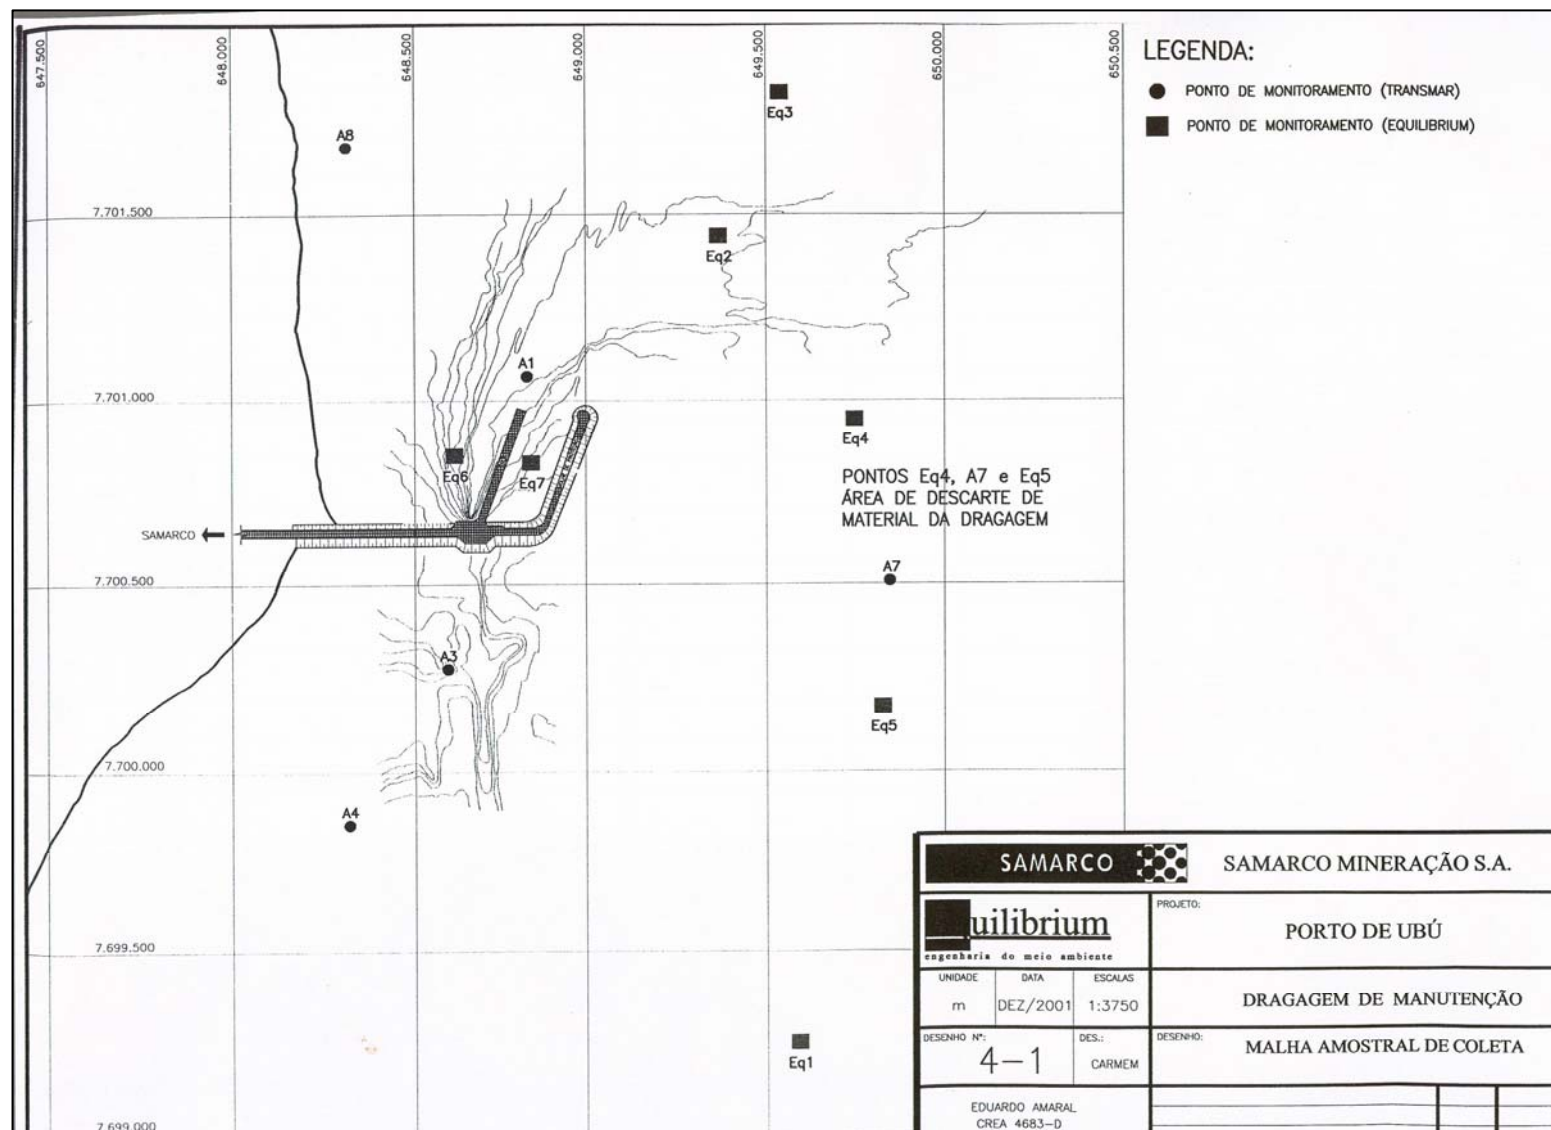 647.500
648.000
648.500
649.000
649.500
650.000
650.500
LEGENDA:
PONTO DE MONITORAMENTO (TRANSMAR)
PONTO DE MONITORAMENTO (EQUILIBRIUM)
Eq3
A8
7.701.500
Eq2
A1
7.701.000
Eq4
Eq6
Eq7
PONTOS Eq4, A7 e Eq5
ÁREA DE DESCARTE DE
MATERIAL DA DRAGAGEM
SAMARCO
A7
7.700.500
A3
Eq5
7.700.000
A4
7.699.500
Eq1
7.699.000
SAMARCO
SAMARCO MINERAÇÃO S.A.
Equilibrium
engenharia do meio ambiente
PROJETO:
PORTO DE UBÚ
UNIDADE
DATA
ESCALAS
m
DEZ/2001
1:3750
DRAGAGEM DE MANUTENÇÃO
DESENHO Nº:
4-1
DES.:
CARMEM
DESENHO:
MALHA AMOSTRAL DE COLETA
EDUARDO AMARAL
CREA 4683-D